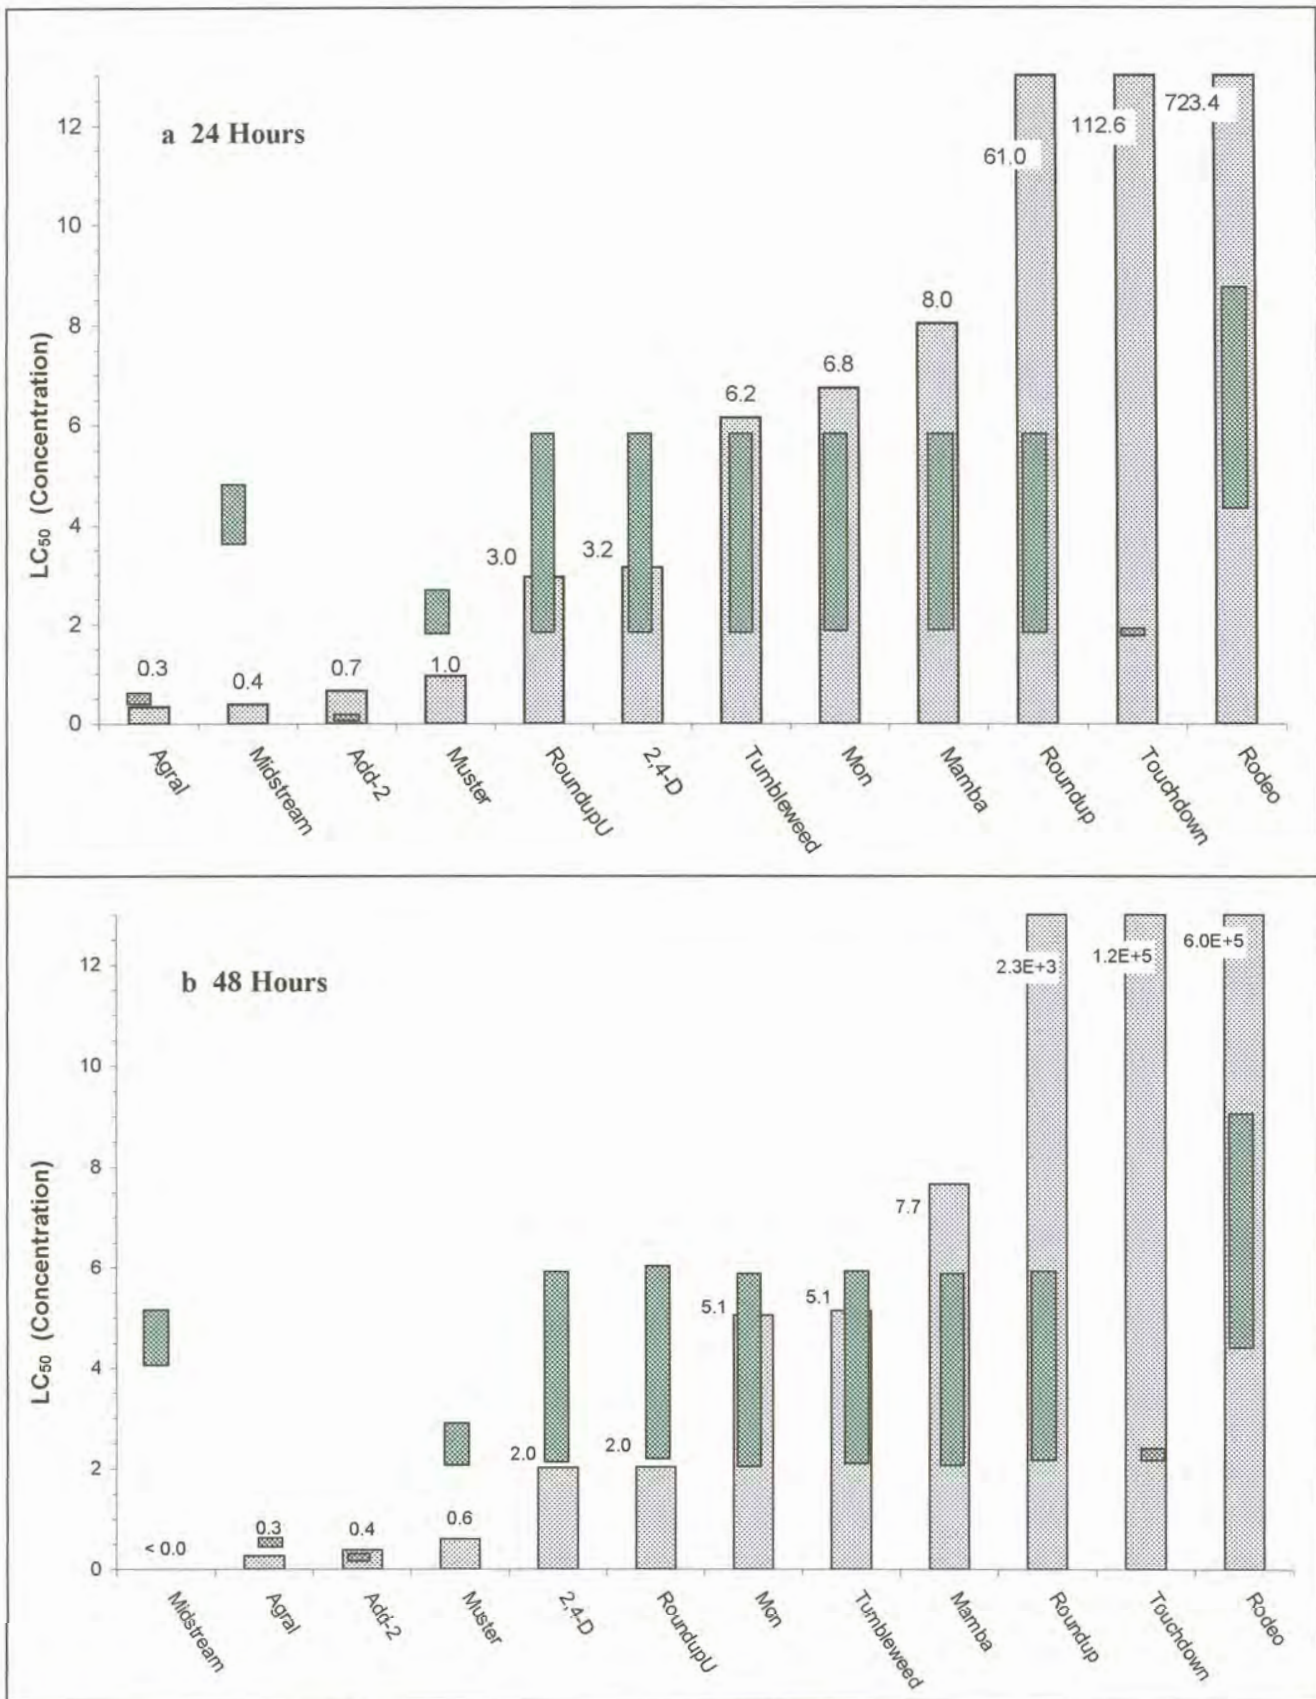 a 24 Hours
LC50 (Concentration)
12
10
8
6
4
2
0
0.3
0.4
0.7
1.0
3.0
3.2
6.2
6.8
8.0
61.0
112.6
723.4
Agral
Midstream
Add-2
Muster
RoundupU
2,4-D
Tumbleweed
Mon
Mamba
Roundup
Touchdown
Rodeo
b 48 Hours
LC50 (Concentration)
12
10
8
6
4
2
0
< 0.0
0.3
0.4
0.6
2.0
2.0
5.1
5.1
7.7
2.3E+3
1.2E+5
6.0E+5
Midstream
Agral
Add-2
Muster
2,4-D
RoundupU
Mon
Tumbleweed
Mamba
Roundup
Touchdown
Rodeo